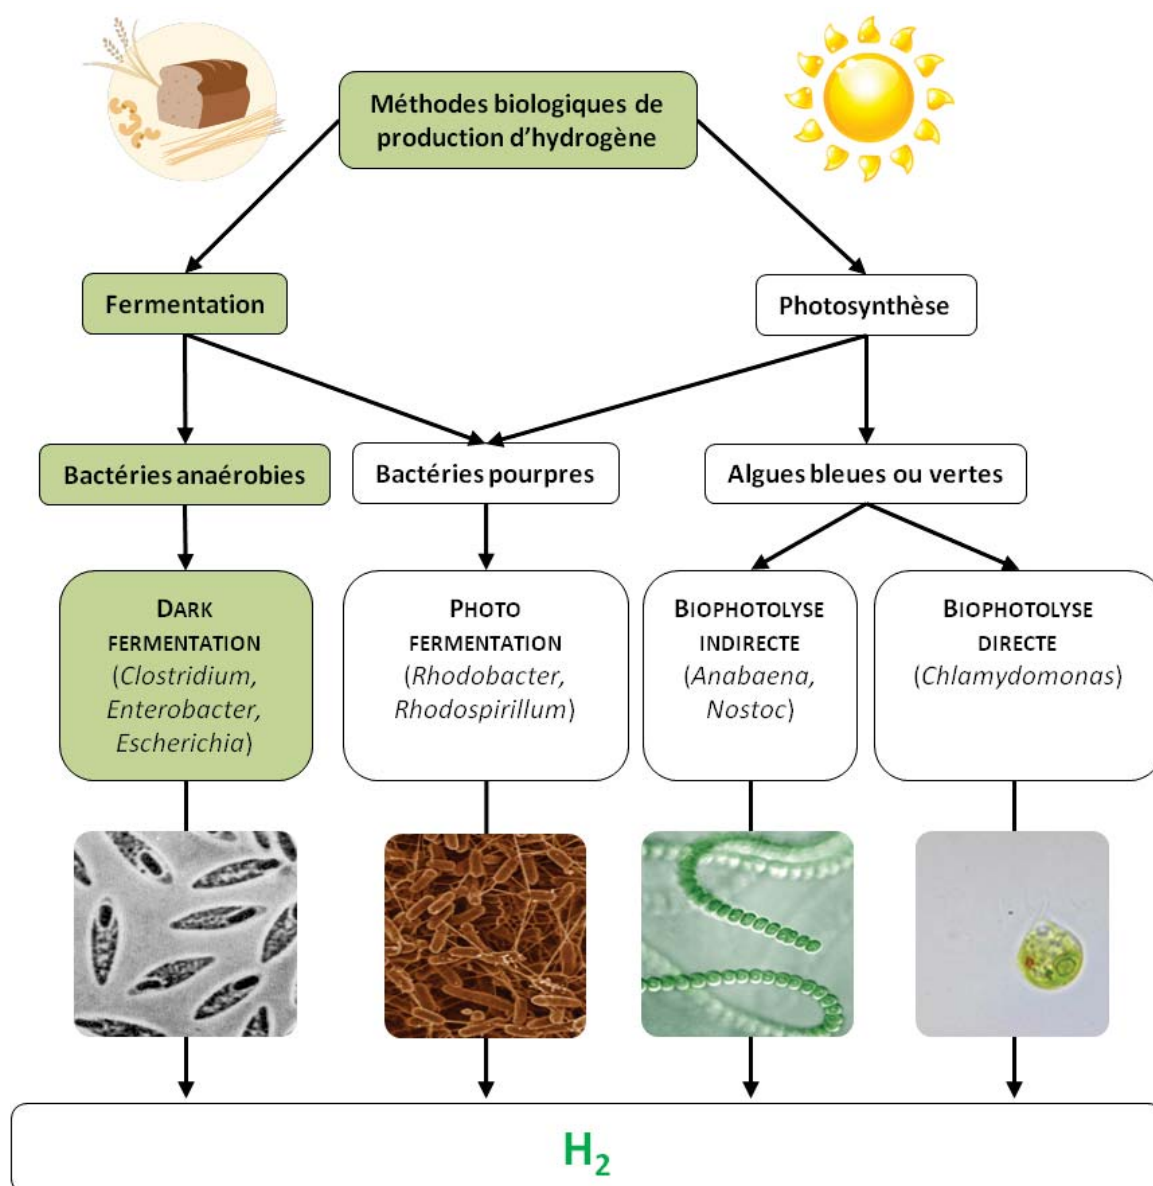 Méthodes biologiques de
production d'hydrogène
Fermentation
Photosynthèse
Bactéries anaérobies
Bactéries pourpres
Algues bleues ou vertes
DARK
FERMENTATION
(Clostridium,
Enterobacter,
Escherichia)
PHOTO
FERMENTATION
(Rhodobacter,
Rhodospirillum)
BIOPHOTOLYSE
INDIRECTE
(Anabaena,
Nostoc)
BIOPHOTOLYSE
DIRECTE
(Chlamydomonas)
H₂